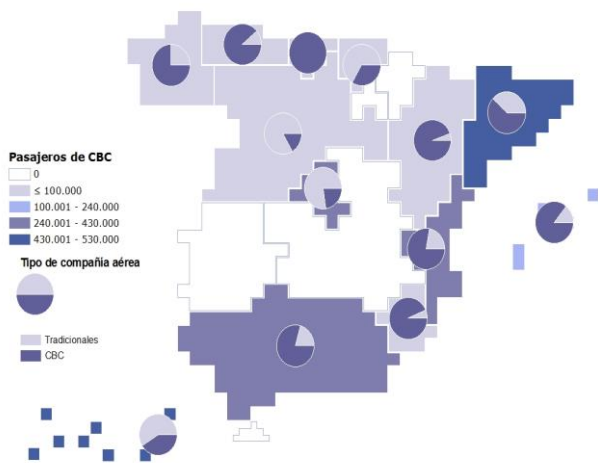 Pasajeros de CBC
0
≤ 100.000
100.001 - 240.000
240.001 - 430.000
430.001 - 530.000
Tipo de compañia aérea
Tradicionales
CBC